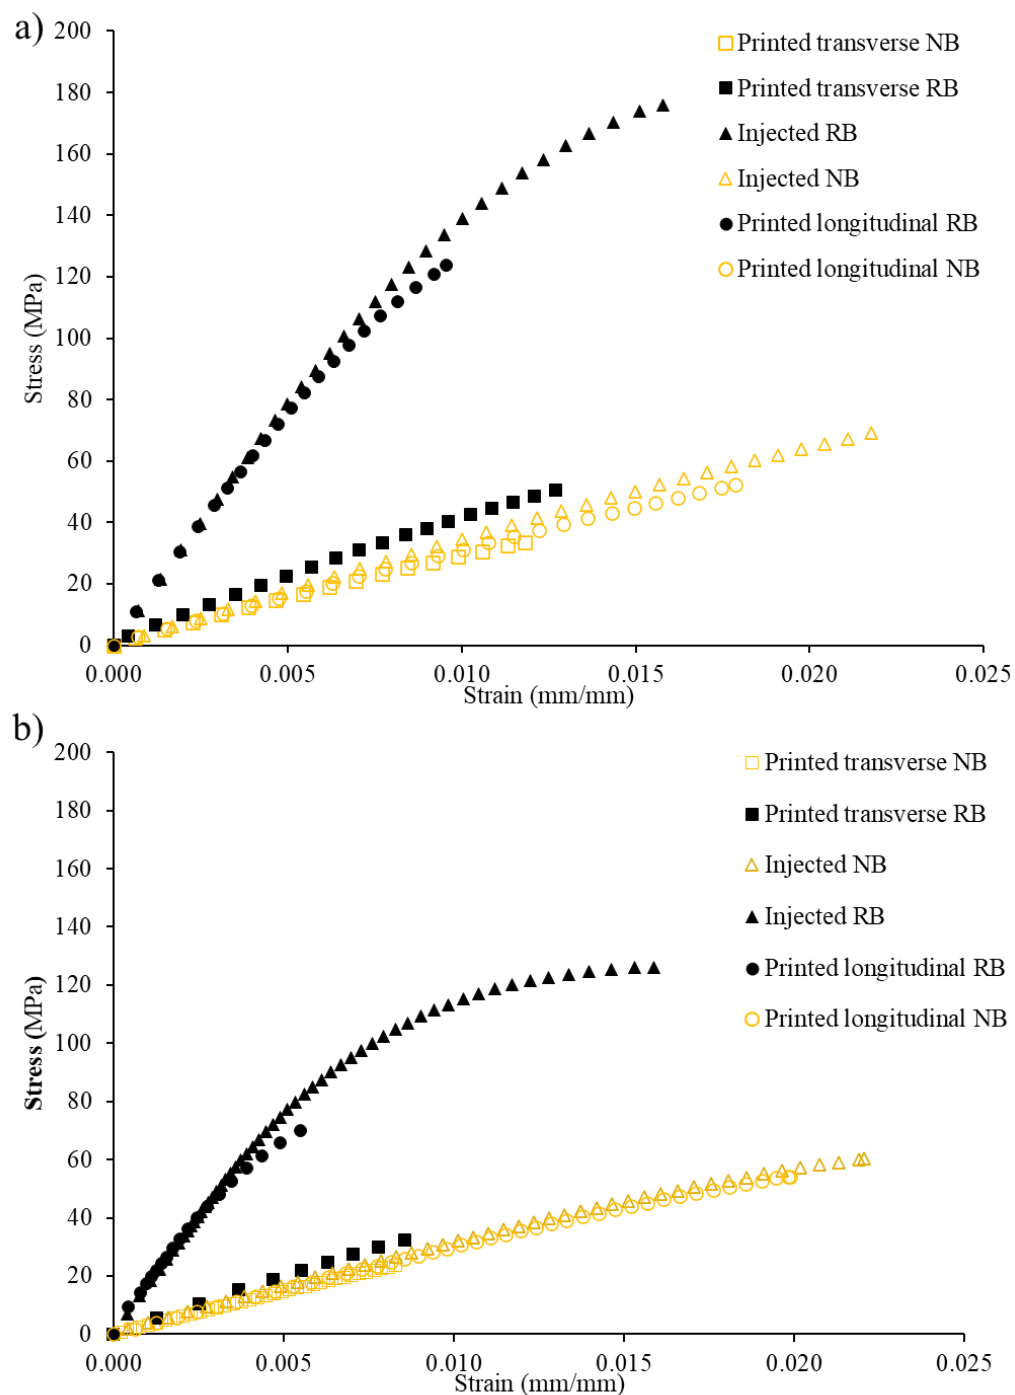 a)
200
Printed transverse NB
180
Printed transverse RB
Injected RB
160
Injected NB
140
Printed longitudinal RB
120
Printed longitudinal NB
100
Stress (MPa)
80
60
40
20
0
0.000 0.005 0.010 0.015 0.020 0.025
Strain (mm/mm)
b)
200
Printed transverse NB
180
Printed transverse RB
160
Injected NB
140
Injected RB
120
Printed longitudinal RB
Printed longitudinal NB
100
Stress (MPa)
80
60
40
20
0
0.000 0.005 0.010 0.015 0.020 0.025
Strain (mm/mm)